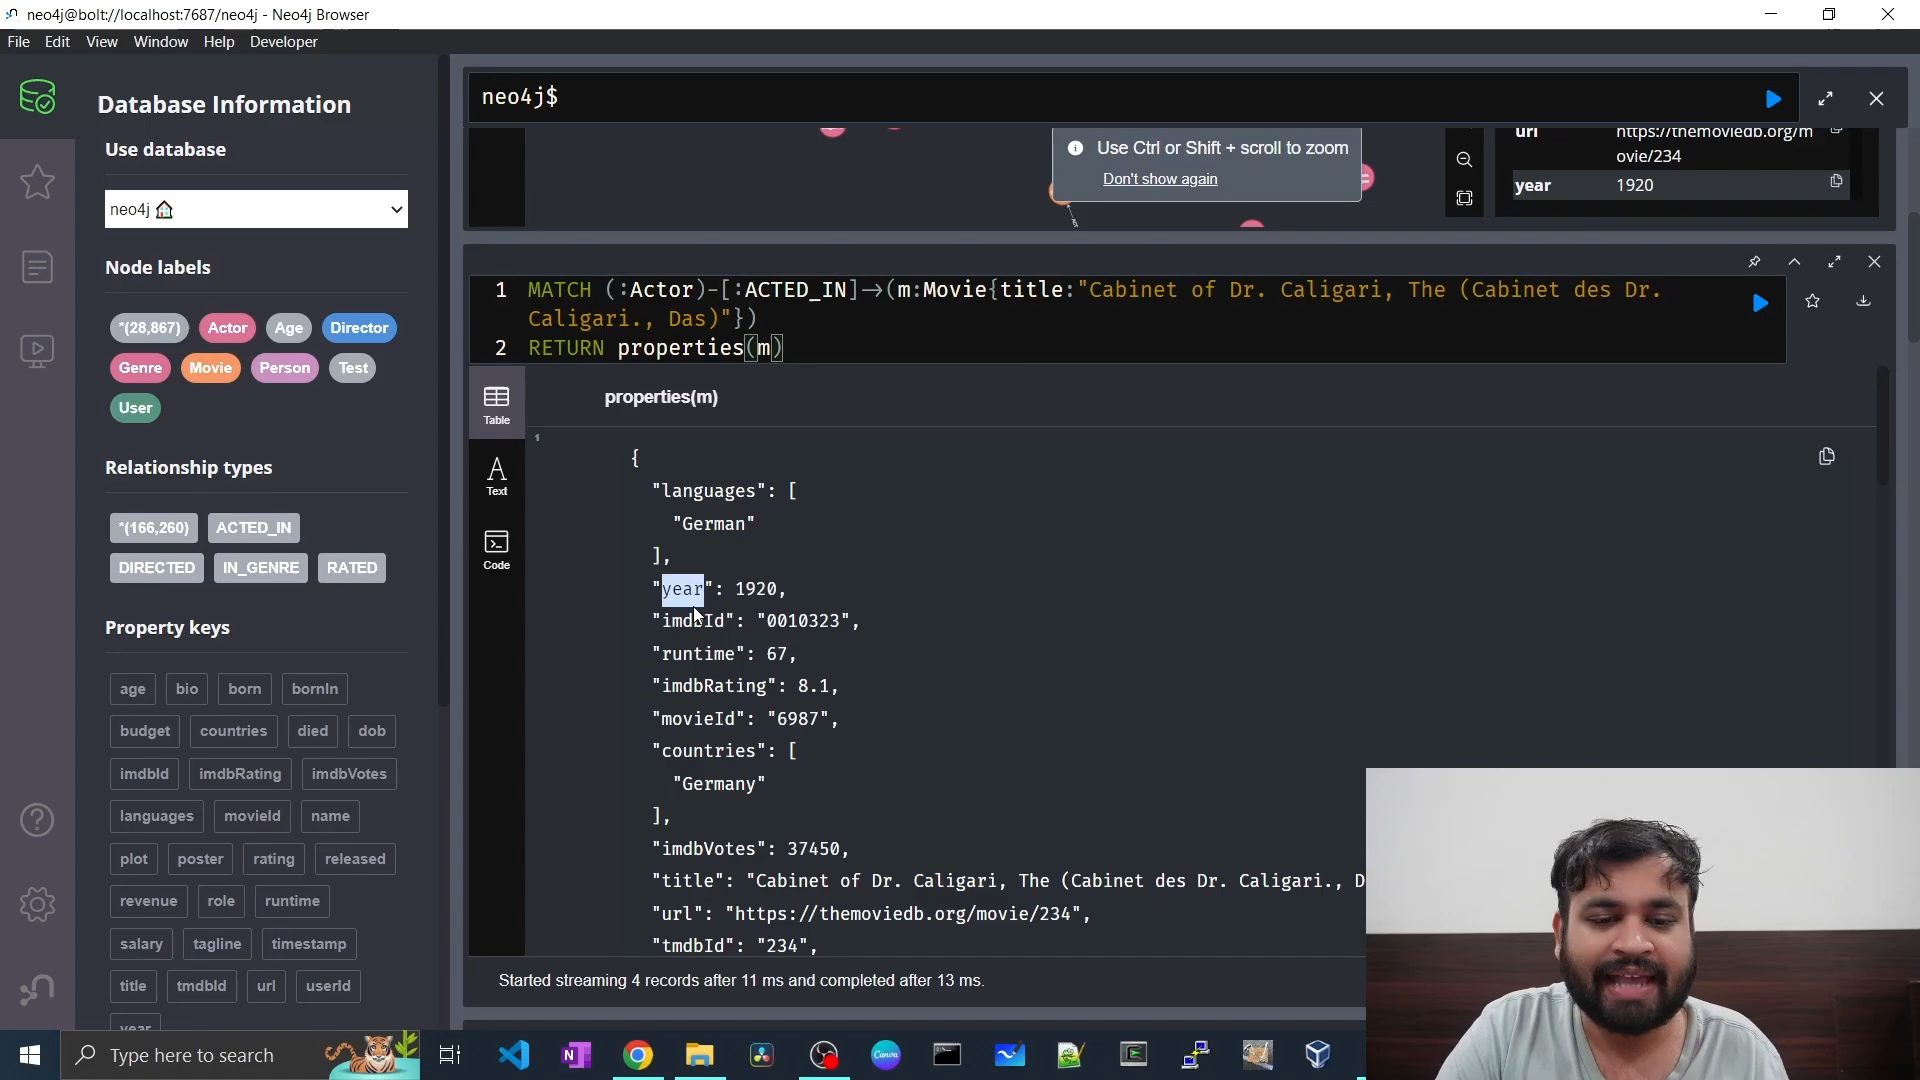 neo4j@bolt://localhost:7687/neo4j - Neo4j Browser
File Edit View Window Help Developer
Database Information
Use database
neo4j
Node labels
*(28,867) Actor Age Director
Genre Movie Person Test
User
Relationship types
*(166,260) ACTED_IN
DIRECTED IN_GENRE RATED
Property keys
age bio born bornIn
budget countries died dob
imdbId imdbRating imdbVotes
languages movieId name
plot poster rating released
revenue role runtime
salary tagline timestamp
title tmdbId url userId
year
neo4j$
Use Ctrl or Shift + scroll to zoom
Don't show again
url https://themoviedb.org/m
ovie/234
year 1920
1 MATCH (:Actor)-[:ACTED_IN]->(m:Movie{title:"Cabinet of Dr. Caligari, The (Cabinet des Dr.
Caligari., Das)"})
2 RETURN properties(m)
Table
Text
Code
properties(m)
1
{
"languages": [
"German"
],
"year": 1920,
"imdbId": "0010323",
"runtime": 67,
"imdbRating": 8.1,
"movieId": "6987",
"countries": [
"Germany"
],
"imdbVotes": 37450,
"title": "Cabinet of Dr. Caligari, The (Cabinet des Dr. Caligari., D
"url": "https://themoviedb.org/movie/234",
"tmdbId": "234",
Started streaming 4 records after 11 ms and completed after 13 ms.
Type here to search
Canva